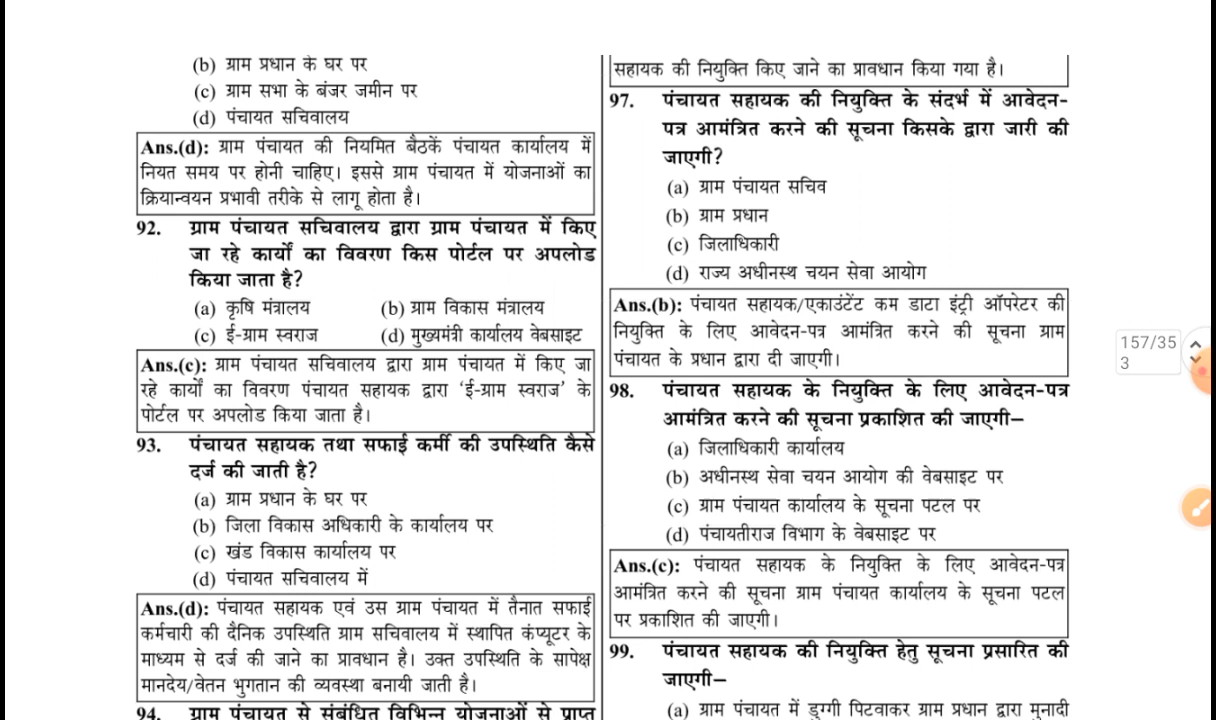 (b) ग्राम प्रधान के घर पर
(c) ग्राम सभा के बंजर जमीन पर
(d) पंचायत सचिवालय
Ans.(d): ग्राम पंचायत की नियमित बैठकें पंचायत कार्यालय में
नियत समय पर होनी चाहिए। इससे ग्राम पंचायत में योजनाओं का
क्रियान्वयन प्रभावी तरीके से लागू होता है।
92. ग्राम पंचायत सचिवालय द्वारा ग्राम पंचायत में किए
जा रहे कार्यों का विवरण किस पोर्टल पर अपलोड
किया जाता है?
(a) कृषि मंत्रालय (b) ग्राम विकास मंत्रालय
(c) ई-ग्राम स्वराज (d) मुख्यमंत्री कार्यालय वेबसाइट
Ans.(c): ग्राम पंचायत सचिवालय द्वारा ग्राम पंचायत में किए जा
रहे कार्यों का विवरण पंचायत सहायक द्वारा ‘ई-ग्राम स्वराज’ के
पोर्टल पर अपलोड किया जाता है।
93. पंचायत सहायक तथा सफाई कर्मी की उपस्थिति कैसे
दर्ज की जाती है?
(a) ग्राम प्रधान के घर पर
(b) जिला विकास अधिकारी के कार्यालय पर
(c) खंड विकास कार्यालय पर
(d) पंचायत सचिवालय में
Ans.(d): पंचायत सहायक एवं उस ग्राम पंचायत में तैनात सफाई
कर्मचारी की दैनिक उपस्थिति ग्राम सचिवालय में स्थापित कंप्यूटर के
माध्यम से दर्ज की जाने का प्रावधान है। उक्त उपस्थिति के सापेक्ष
मानदेय/वेतन भुगतान की व्यवस्था बनायी जाती है।
94. ग्राम पंचायत से संबंधित विभिन्न योजनाओं से प्राप्त
सहायक की नियुक्ति किए जाने का प्रावधान किया गया है।
97. पंचायत सहायक की नियुक्ति के संदर्भ में आवेदन-
पत्र आमंत्रित करने की सूचना किसके द्वारा जारी की
जाएगी?
(a) ग्राम पंचायत सचिव
(b) ग्राम प्रधान
(c) जिलाधिकारी
(d) राज्य अधीनस्थ चयन सेवा आयोग
Ans.(b): पंचायत सहायक/एकाउंटेंट कम डाटा इंट्री ऑपरेटर की
नियुक्ति के लिए आवेदन-पत्र आमंत्रित करने की सूचना ग्राम
पंचायत के प्रधान द्वारा दी जाएगी।
98. पंचायत सहायक के नियुक्ति के लिए आवेदन-पत्र
आमंत्रित करने की सूचना प्रकाशित की जाएगी–
(a) जिलाधिकारी कार्यालय
(b) अधीनस्थ सेवा चयन आयोग की वेबसाइट पर
(c) ग्राम पंचायत कार्यालय के सूचना पटल पर
(d) पंचायतीराज विभाग के वेबसाइट पर
Ans.(c): पंचायत सहायक के नियुक्ति के लिए आवेदन-पत्र
आमंत्रित करने की सूचना ग्राम पंचायत कार्यालय के सूचना पटल
पर प्रकाशित की जाएगी।
99. पंचायत सहायक की नियुक्ति हेतु सूचना प्रसारित की
जाएगी–
(a) ग्राम पंचायत में डुग्गी पिटवाकर ग्राम प्रधान द्वारा मुनादी
157/35
3